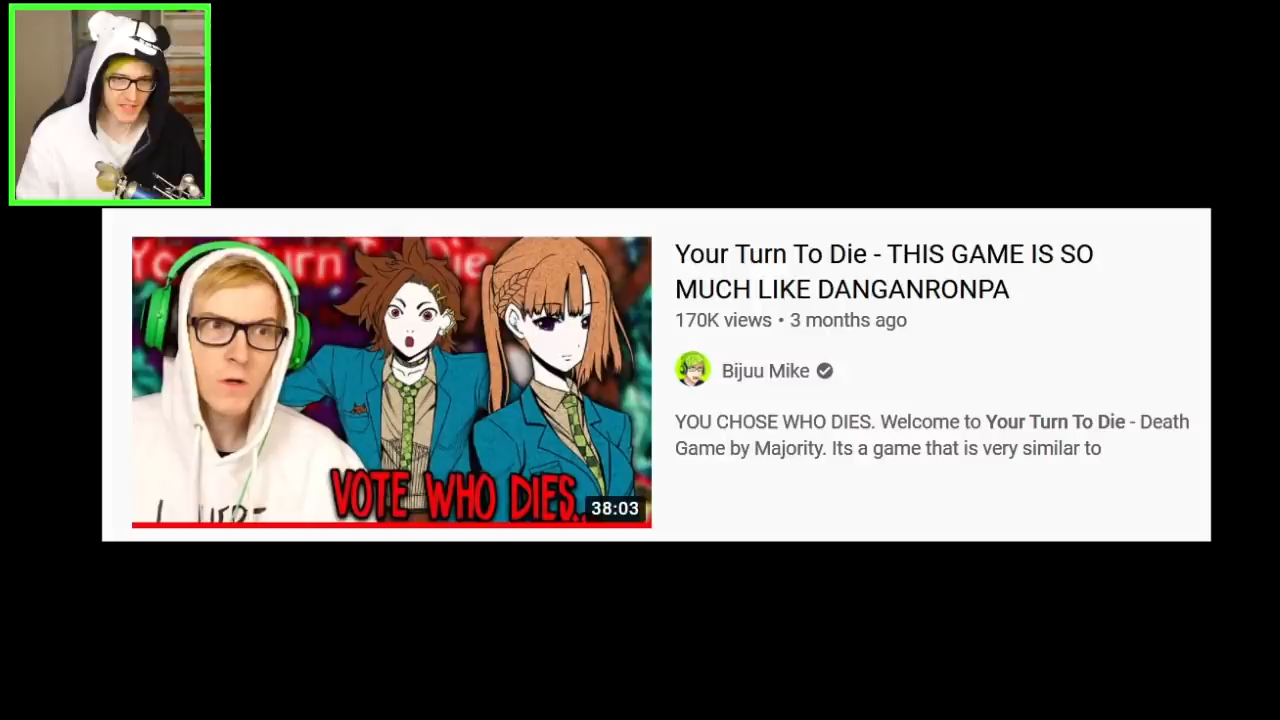 Your Turn To Die - THIS GAME IS SO
MUCH LIKE DANGANRONPA
170K views • 3 months ago
Bijuu Mike
YOU CHOSE WHO DIES. Welcome to Your Turn To Die - Death
Game by Majority. Its a game that is very similar to
Yo urn Die
VOTE WHO DIES..
38:03